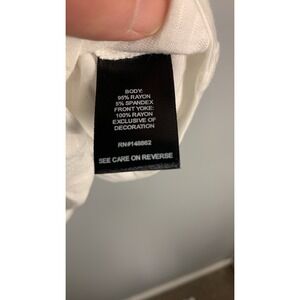 BODY:
95% RAYON
5% SPANDEX
FRONT YOKE:
100% RAYON
EXCLUSIVE OF
DECORATION
RN#148862
SEE CARE ON REVERSE